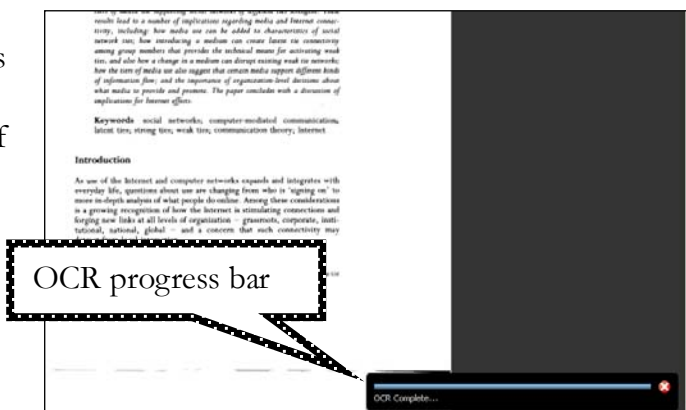 results lead to a number of implications regarding media and Internet connec-
tivity, including: how media use can be added to characteristics of social
network ties; how introducing a medium can create latent tie connectivity
among group members that provides the technical means for activating weak
ties, and also how a change in a medium can disrupt existing weak tie networks;
how the tiers of media use also suggest that certain media support different kinds
of information flow; and the importance of organization-level decisions about
what media to provide and promote. The paper concludes with a discussion of
implications for Internet effects.
Keywords social networks; computer-mediated communication,
latent ties; strong ties; weak ties; communication theory; Internet
Introduction
As use of the Internet and computer networks expands and integrates with
everyday life, questions about use are changing from who is 'signing on' to
more in-depth analysis of what people do online. Among these considerations
is a growing recognition of how the Internet is stimulating connections and
forging new links at all levels of organization – grassroots, corporate, insti-
tutional, national, global – and a concern that such connectivity may
s
f
OCR progress bar
OCR Complete...